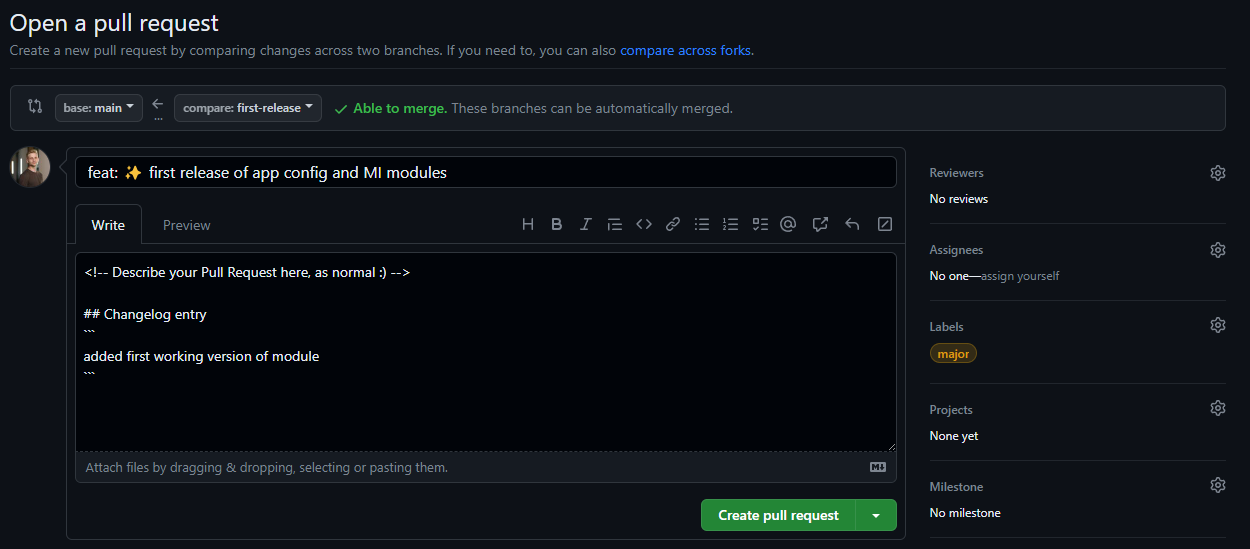 Open a pull request
Create a new pull request by comparing changes across two branches. If you need to, you can also compare across forks.
base: main
...
compare: first-release
Able to merge. These branches can be automatically merged.
feat: ✨ first release of app config and MI modules
Write
Preview
<!-- Describe your Pull Request here, as normal :) -->
## Changelog entry
```
added first working version of module
```
Attach files by dragging & dropping, selecting or pasting them.
Create pull request
Reviewers
No reviews
Assignees
No one—assign yourself
Labels
major
Projects
None yet
Milestone
No milestone